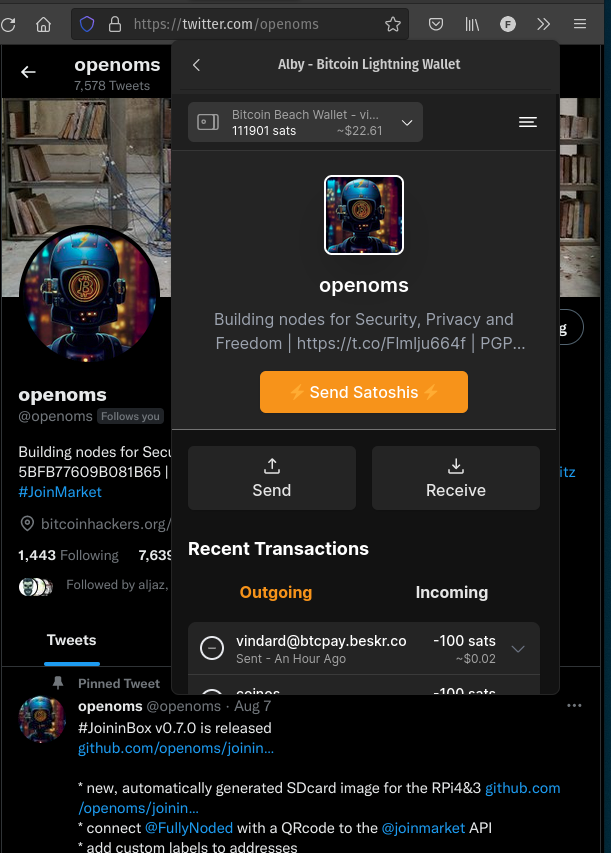 https://twitter.com/openoms
F
openoms
7,578 Tweets
Alby - Bitcoin Lightning Wallet
Bitcoin Beach Wallet - vi...
111901 sats ~$22.61
openoms
Building nodes for Security, Privacy and
Freedom | https://t.co/FlmIju664f | PGP...
⚡ Send Satoshis ⚡
Send
Receive
Recent Transactions
Outgoing
Incoming
vindard@btcpay.beskr.co -100 sats
Sent - An Hour Ago ~$0.02
coinos -100 sats
g
openoms
@openoms Follows you
Building nodes for Secu
5BFB77609B081B65 | itz
#JoinMarket
bitcoinhackers.org/
1,443 Following 7,639
Followed by aljaz,
Tweets
Pinned Tweet
openoms @openoms · Aug 7
#JoininBox v0.7.0 is released
github.com/openoms/joinin...
* new, automatically generated SDcard image for the RPi4&3 github.com
/openoms/joinin...
* connect @FullyNoded with a QRcode to the @joinmarket API
* add custom labels to addresses